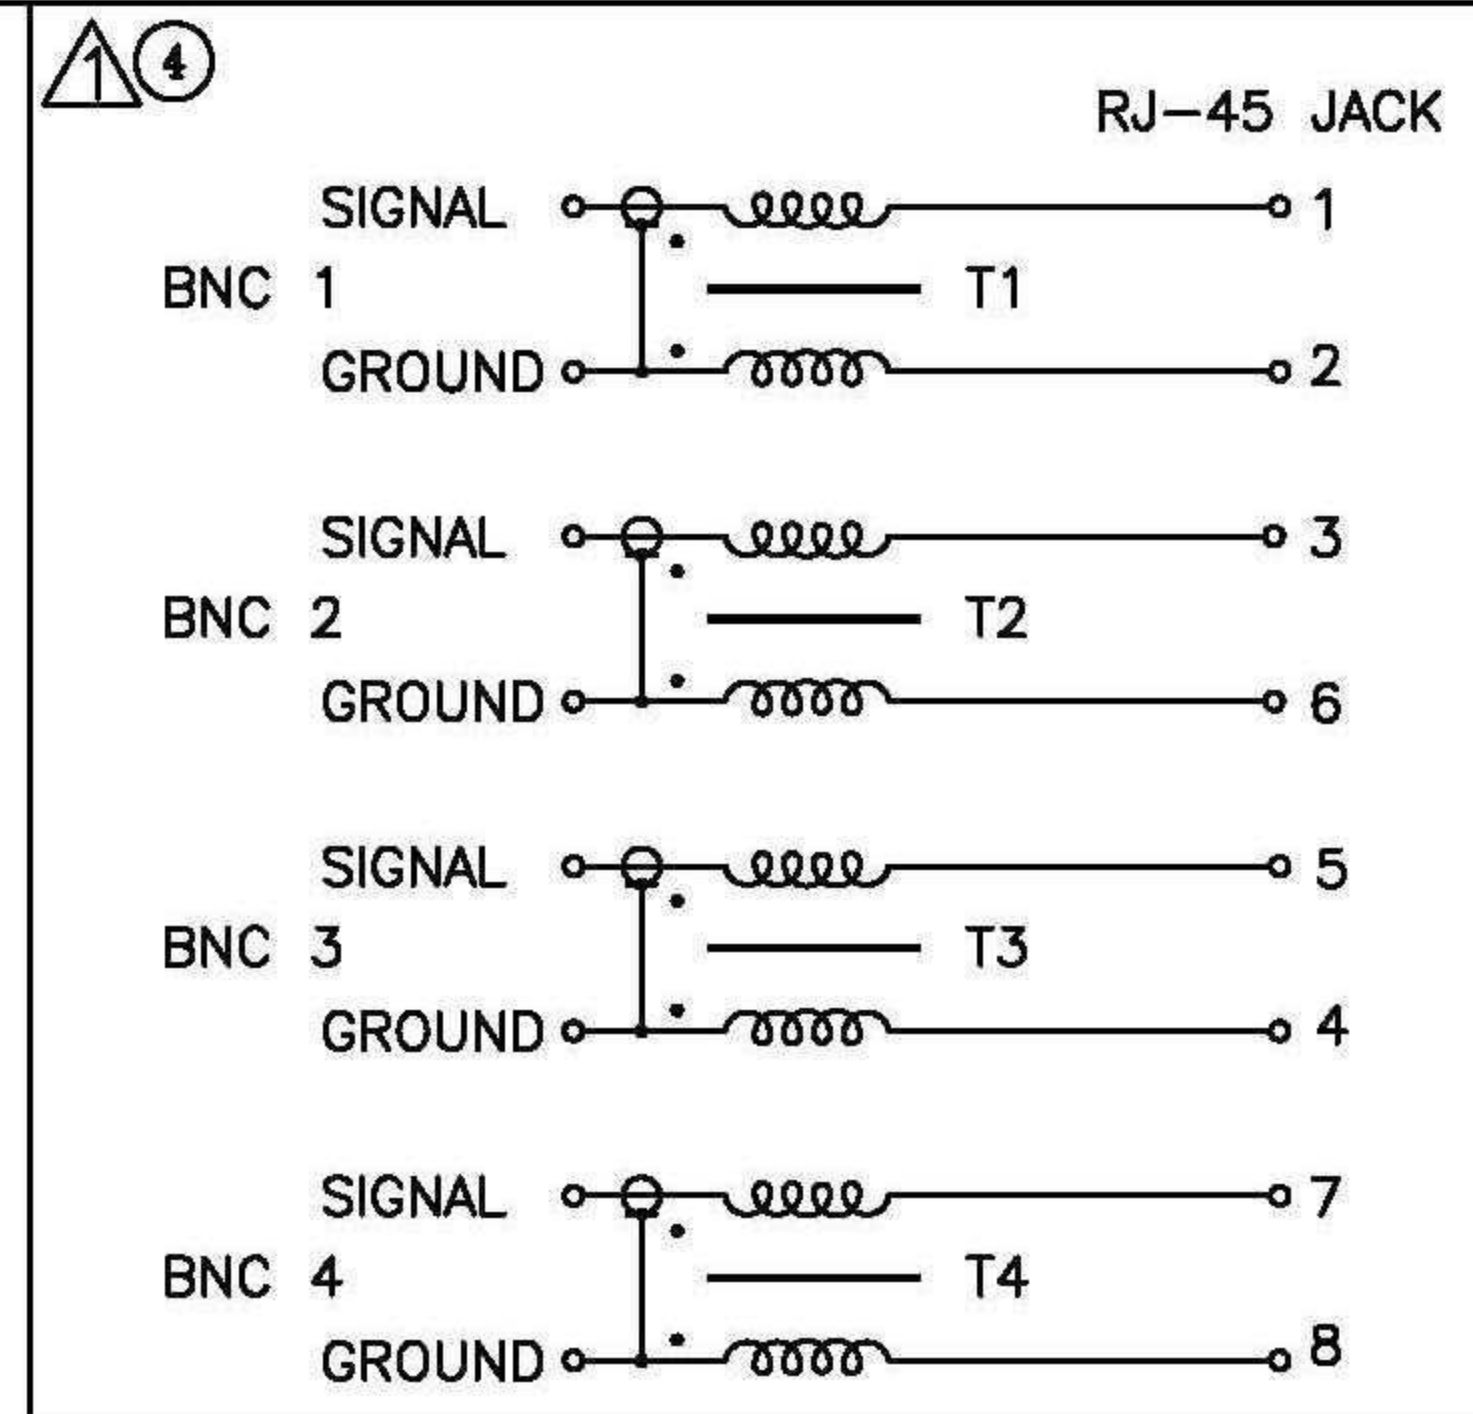 1 4
RJ-45 JACK
SIGNAL 1
BNC 1 T1
GROUND 2
SIGNAL 3
BNC 2 T2
GROUND 6
SIGNAL 5
BNC 3 T3
GROUND 4
SIGNAL 7
BNC 4 T4
GROUND 8